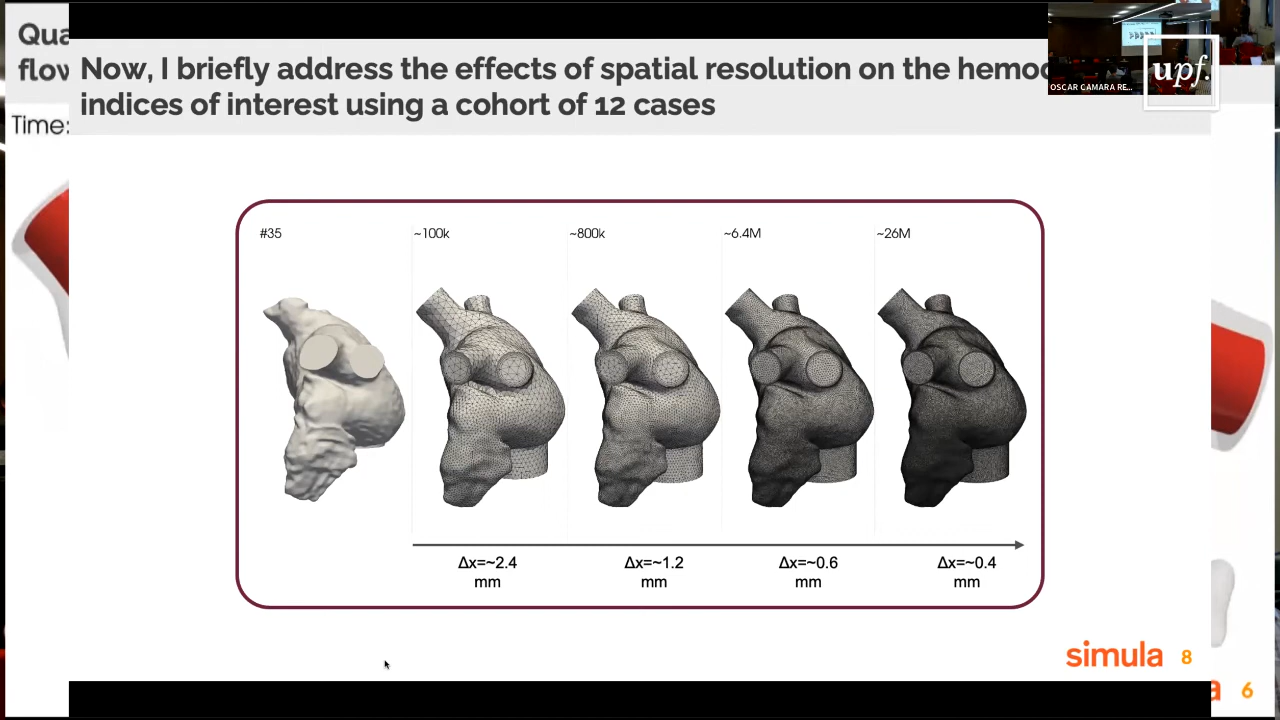 Qua
flow
Time:
Now, I briefly address the effects of spatial resolution on the hemod
indices of interest using a cohort of 12 cases
OSCAR CAMARA RE...
upf.
#35
~100k
~800k
~6.4M
~26M
Δx=~2.4
mm
Δx=~1.2
mm
Δx=~0.6
mm
Δx=~0.4
mm
simula 8
a 6